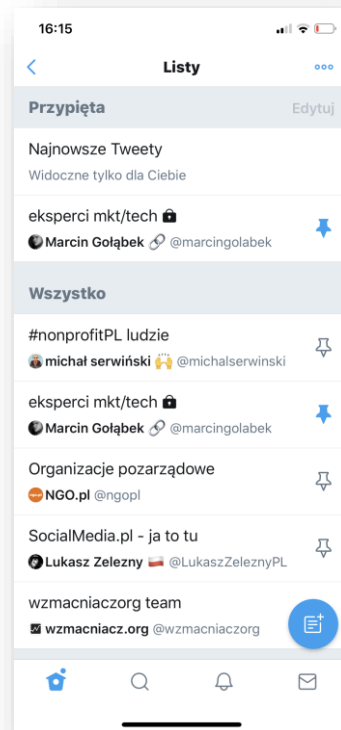 16:15
Listy
Przypięta
Edytuj
Najnowsze Tweety
Widoczne tylko dla Ciebie
eksperci mkt/tech 🔒
Marcin Gołąbek 🔗 @marcingolabek
Wszystko
#nonprofitPL ludzie
michał serwiński 🙌 @michalserwinski
eksperci mkt/tech 🔒
Marcin Gołąbek 🔗 @marcingolabek
Organizacje pozarządowe
NGO.pl @ngopl
SocialMedia.pl - ja to tu
Lukasz Zelezny 🇵🇱 @LukaszZeleznyPL
wzmacniaczorg team
wzmacniacz.org @wzmacniaczorg